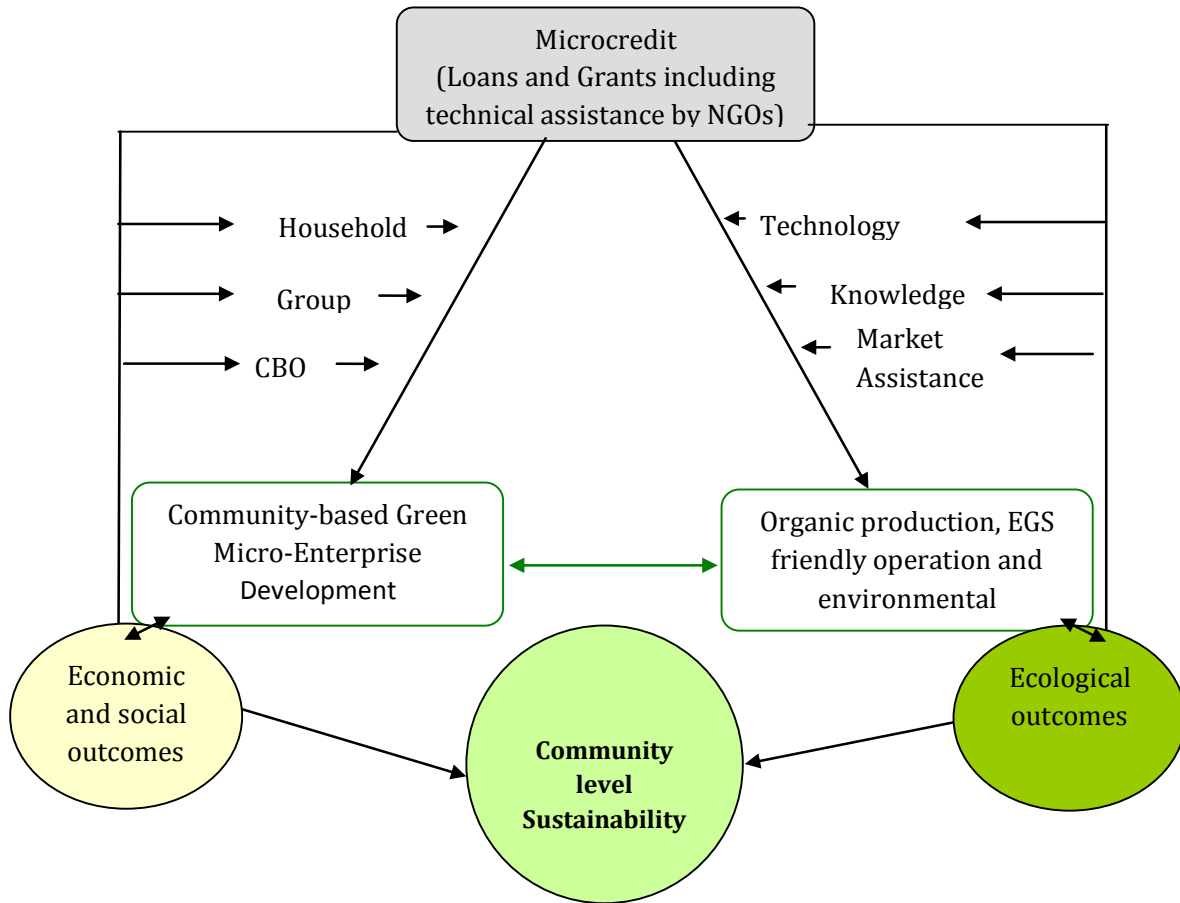 Microcredit
(Loans and Grants including
technical assistance by NGOs)
Household
Technology
Group
Knowledge
CBO
Market
Assistance
Community-based Green
Micro-Enterprise
Development
Organic production, EGS
friendly operation and
environmental
Economic
and social
outcomes
Community
level
Sustainability
Ecological
outcomes